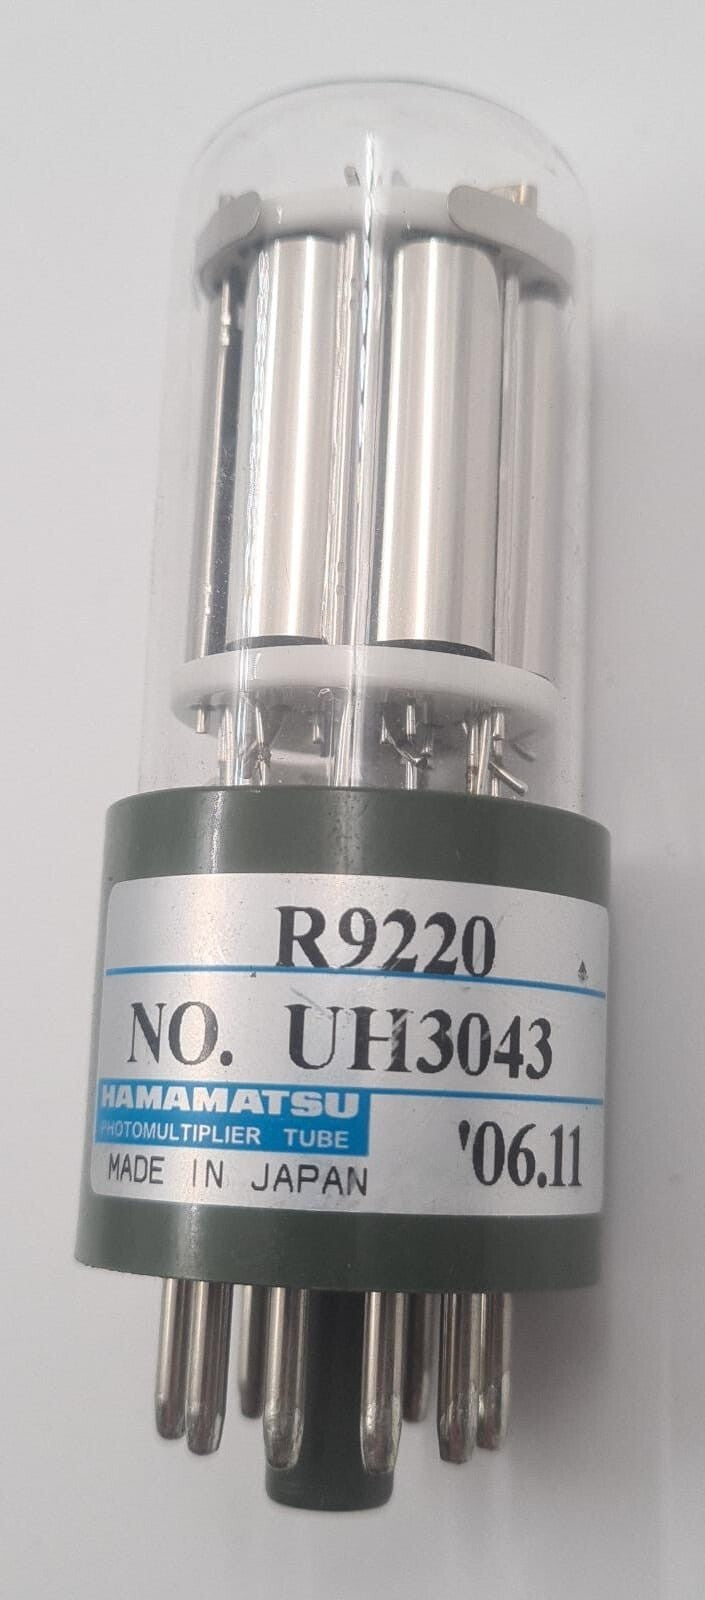 R9220
NO. UH3043
HAMAMATSU
PHOTOMULTIPLIER TUBE
MADE IN JAPAN
'06.11